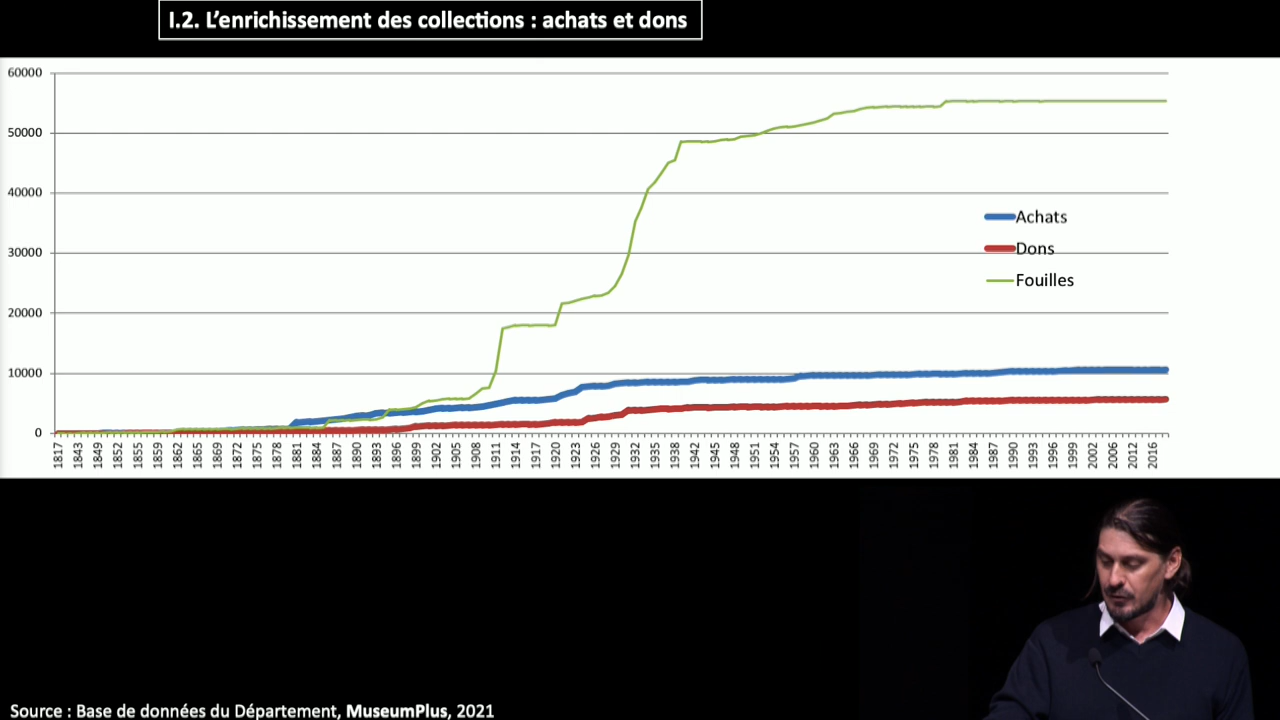 I.2. L’enrichissement des collections : achats et dons
60000
50000
40000
30000
20000
10000
0
Achats
Dons
Fouilles
1817 1843 1849 1852 1855 1859 1862 1865 1869 1872 1875 1878 1881 1884 1887 1890 1893 1896 1899 1902 1905 1908 1911 1914 1917 1920 1923 1926 1929 1932 1935 1938 1942 1945 1948 1951 1954 1957 1960 1963 1966 1969 1972 1975 1978 1981 1984 1987 1990 1993 1996 1999 2002 2006 2012 2016
Source : Base de données du Département, MuseumPlus, 2021